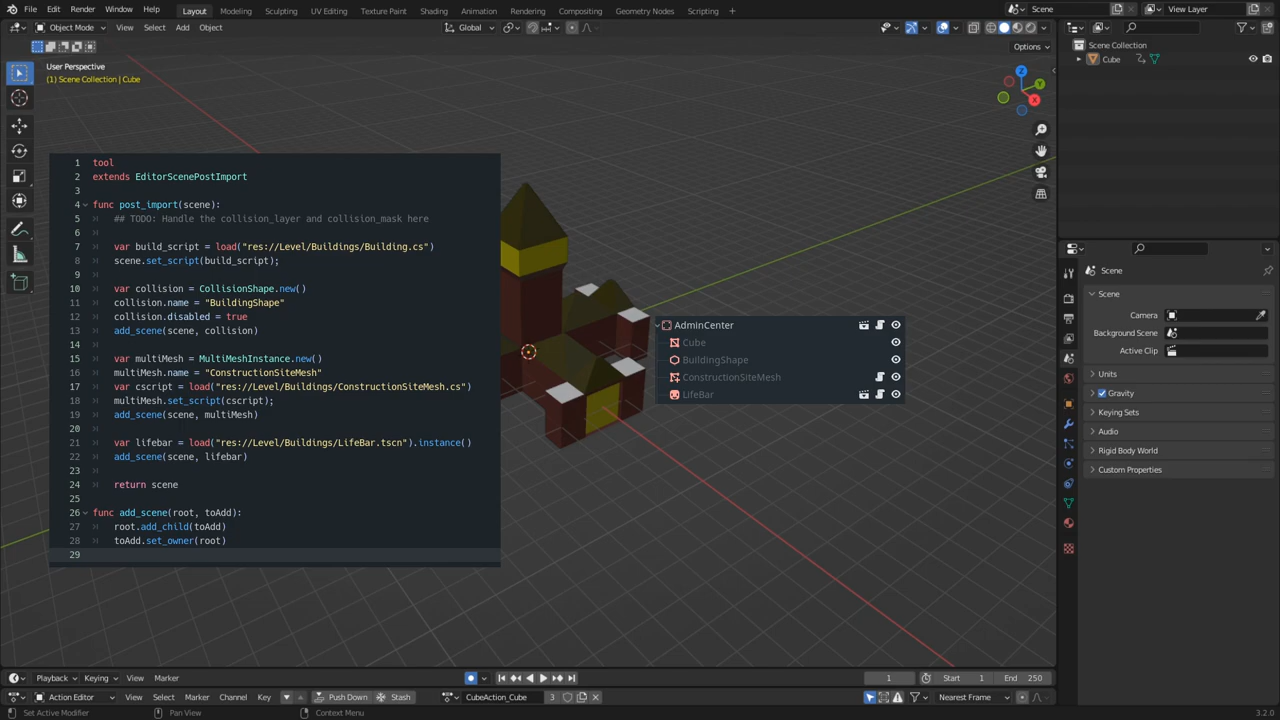 File Edit Render Window Help Layout Modeling Sculpting UV Editing Texture Paint Shading Animation Rendering Compositing Geometry Nodes Scripting + Scene View Layer
Object Mode View Select Add Object Global
Options
User Perspective
(1) Scene Collection | Cube
Z
Y
X
Scene Collection
Cube
1 tool
2 extends EditorScenePostImport
3
4 func post_import(scene):
5 ## TODO: Handle the collision_layer and collision_mask here
6
7 var build_script = load("res://Level/Buildings/Building.cs")
8 scene.set_script(build_script);
9
10 var collision = CollisionShape.new()
11 collision.name = "BuildingShape"
12 collision.disabled = true
13 add_scene(scene, collision)
14
15 var multiMesh = MultiMeshInstance.new()
16 multiMesh.name = "ConstructionSiteMesh"
17 var cscript = load("res://Level/Buildings/ConstructionSiteMesh.cs")
18 multiMesh.set_script(cscript);
19 add_scene(scene, multiMesh)
20
21 var lifebar = load("res://Level/Buildings/LifeBar.tscn").instance()
22 add_scene(scene, lifebar)
23
24 return scene
25
26 func add_scene(root, toAdd):
27 root.add_child(toAdd)
28 toAdd.set_owner(root)
29
AdminCenter
Cube
BuildingShape
ConstructionSiteMesh
LifeBar
Scene
Scene
Camera
Background Scene
Active Clip
Units
Gravity
Keying Sets
Audio
Rigid Body World
Custom Properties
Playback Keying View Marker 1 Start 1 End 250
Action Editor View Select Marker Channel Key Push Down Stash CubeAction_Cube 3 Nearest Frame
Set Active Modifier Pan View Context Menu 3.2.0